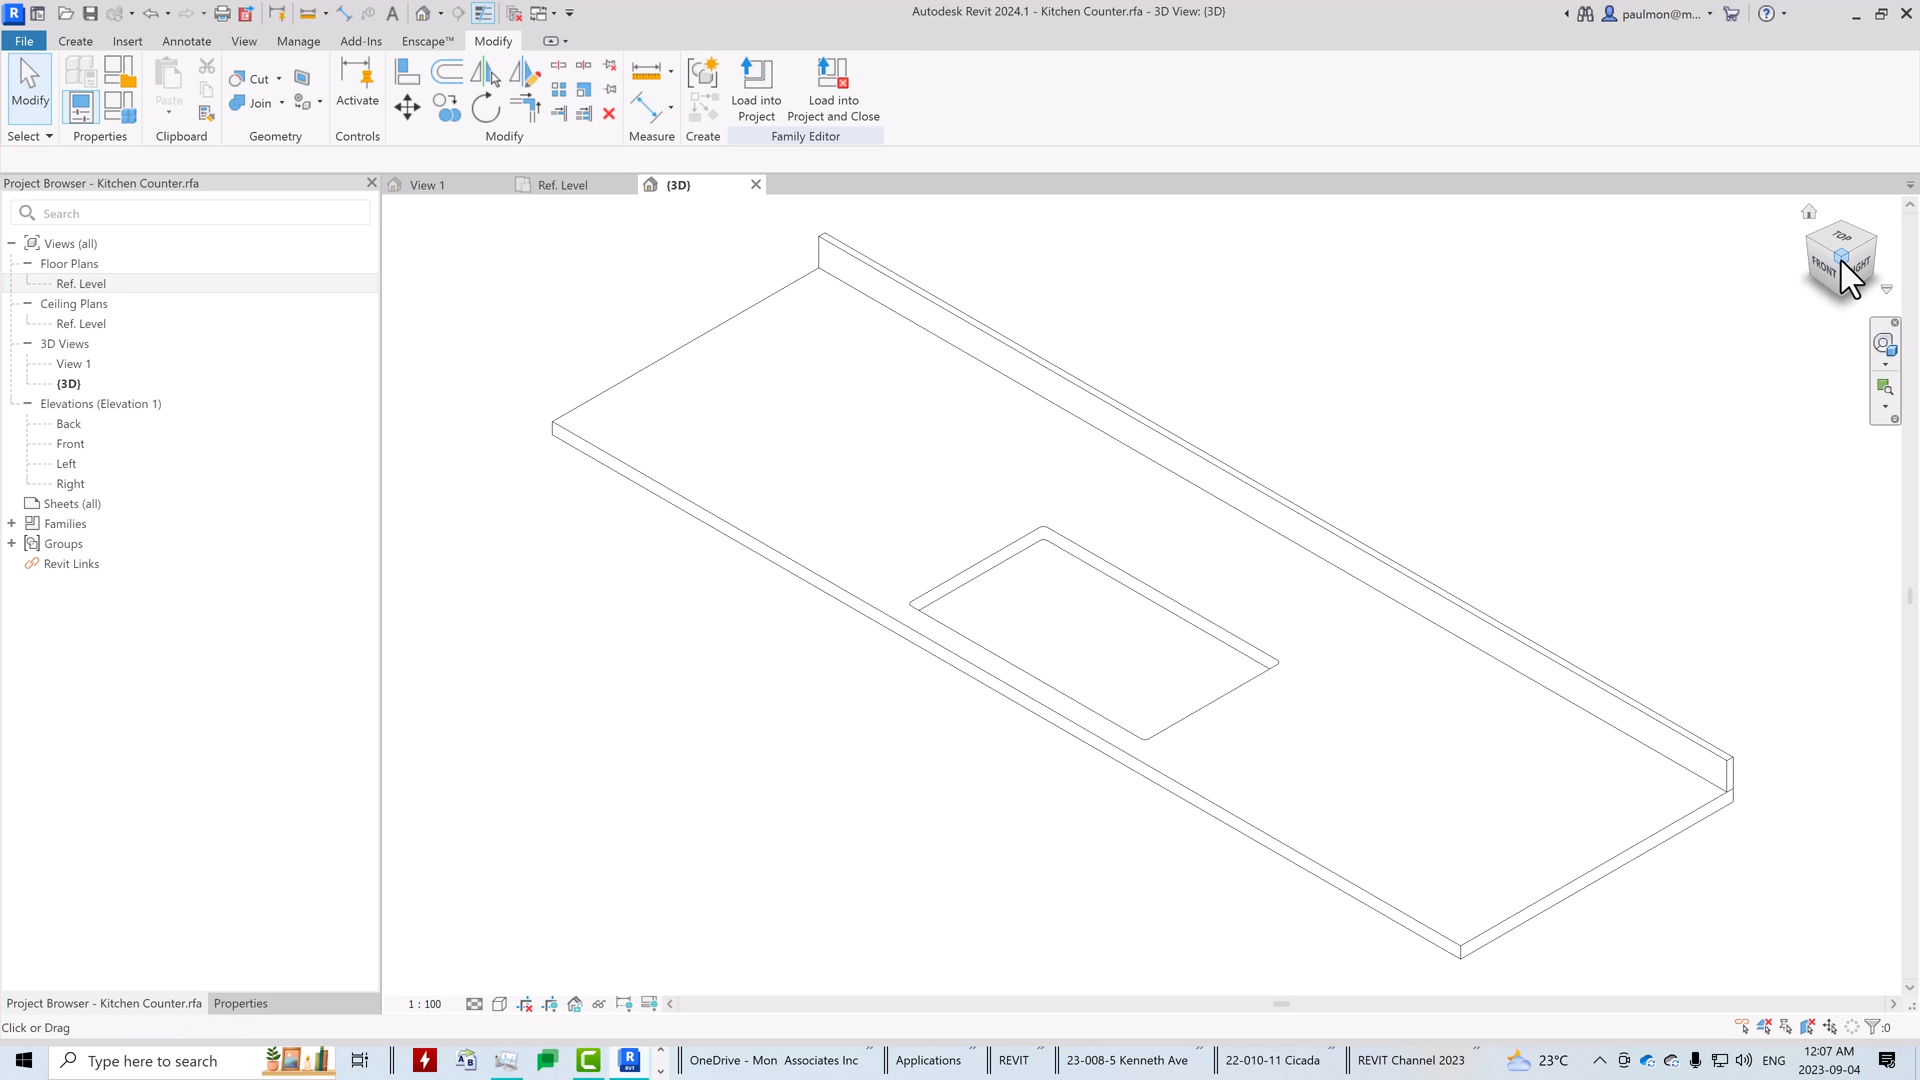 Autodesk Revit 2024.1 - Kitchen Counter.rfa - 3D View: {3D}
paulmon@m...
File Create Insert Annotate View Manage Add-Ins Enscape™ Modify
Modify
Paste
Cut
Join
Activate
Load into Project
Load into Project and Close
Select Properties Clipboard Geometry Controls Modify Measure Create Family Editor
Project Browser - Kitchen Counter.rfa
View 1
Ref. Level
{3D}
Search
Views (all)
Floor Plans
Ref. Level
Ceiling Plans
Ref. Level
3D Views
View 1
{3D}
Elevations (Elevation 1)
Back
Front
Left
Right
Sheets (all)
Families
Groups
Revit Links
TOP
FRONT
Project Browser - Kitchen Counter.rfa
Properties
1 : 100
Click or Drag
:0
Type here to search
OneDrive - Mon Associates Inc
Applications
REVIT
23-008-5 Kenneth Ave
22-010-11 Cicada
REVIT Channel 2023
23°C
ENG
12:07 AM
2023-09-04